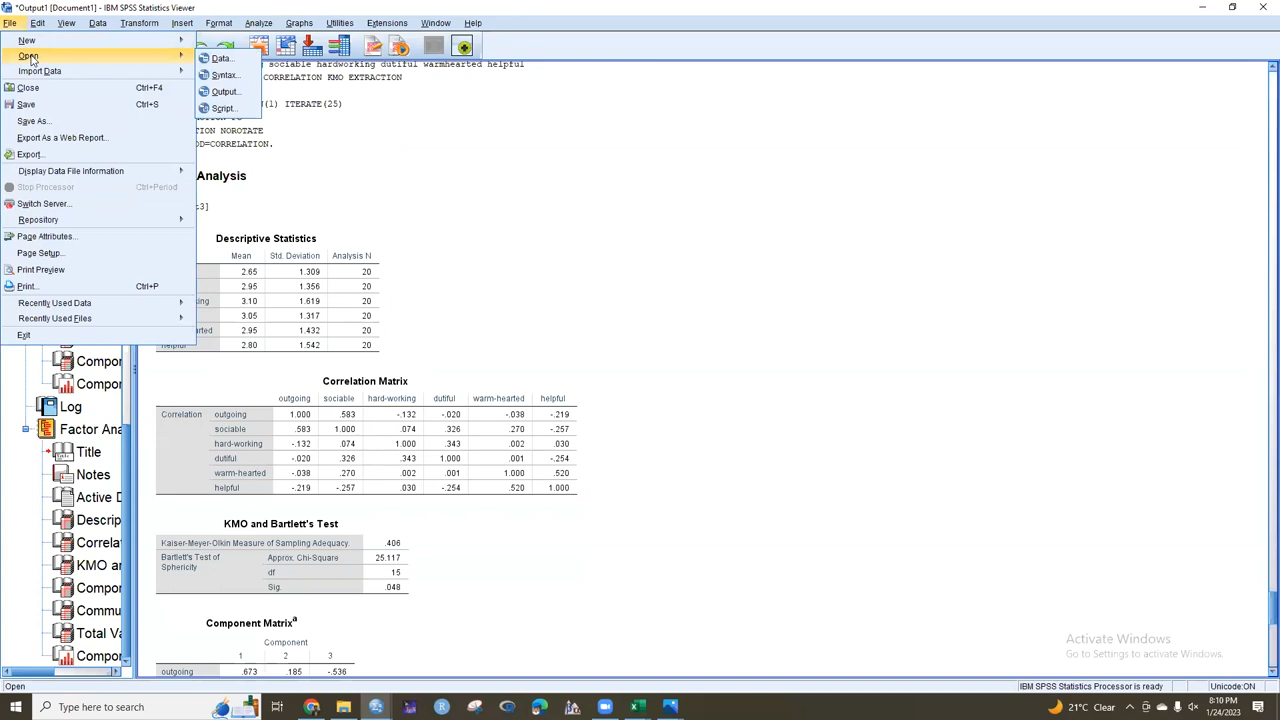 *Output1 [Document1] - IBM SPSS Statistics Viewer
File Edit View Data Transform Insert Format Analyze Graphs Utilities Extensions Window Help
New
Open
Import Data
Close Ctrl+F4
Save Ctrl+S
Save As...
Export As a Web Report...
Export...
Display Data File Information
Stop Processor Ctrl+Period
Switch Server...
Repository
Page Attributes...
Page Setup...
Print Preview
Print... Ctrl+P
Recently Used Data
Recently Used Files
Exit
Data...
Syntax...
Output...
Script...
sociable hardworking dutiful warmhearted helpful
CORRELATION KMO EXTRACTION
(1) ITERATE(25)
NOROTATE
=CORRELATION.
Analysis
Descriptive Statistics
Mean Std. Deviation Analysis N
2.65 1.309 20
2.95 1.356 20
3.10 1.619 20
3.05 1.317 20
2.95 1.432 20
helpful 2.80 1.542 20
Compon
Compon
Log
Factor Ana
Title
Notes
Active D
Descrip
Correla
KMO an
Compon
Commu
Total Va
Compon
Correlation Matrix
outgoing sociable hard-working dutiful warm-hearted helpful
Correlation outgoing 1.000 .583 -.132 -.020 -.038 -.219
sociable .583 1.000 .074 .326 .270 -.257
hard-working -.132 .074 1.000 .343 .002 .030
dutiful -.020 .326 .343 1.000 .001 -.254
warm-hearted -.038 .270 .002 .001 1.000 .520
helpful -.219 -.257 .030 -.254 .520 1.000
KMO and Bartlett's Test
Kaiser-Meyer-Olkin Measure of Sampling Adequacy. .406
Bartlett's Test of Sphericity Approx. Chi-Square 25.117
df 15
Sig. .048
Component Matrixa
Component
1 2 3
outgoing .673 .185 -.536
Activate Windows
Go to Settings to activate Windows.
Open
IBM SPSS Statistics Processor is ready
Unicode:ON
Type here to search
21°C Clear
8:10 PM
1/24/2023